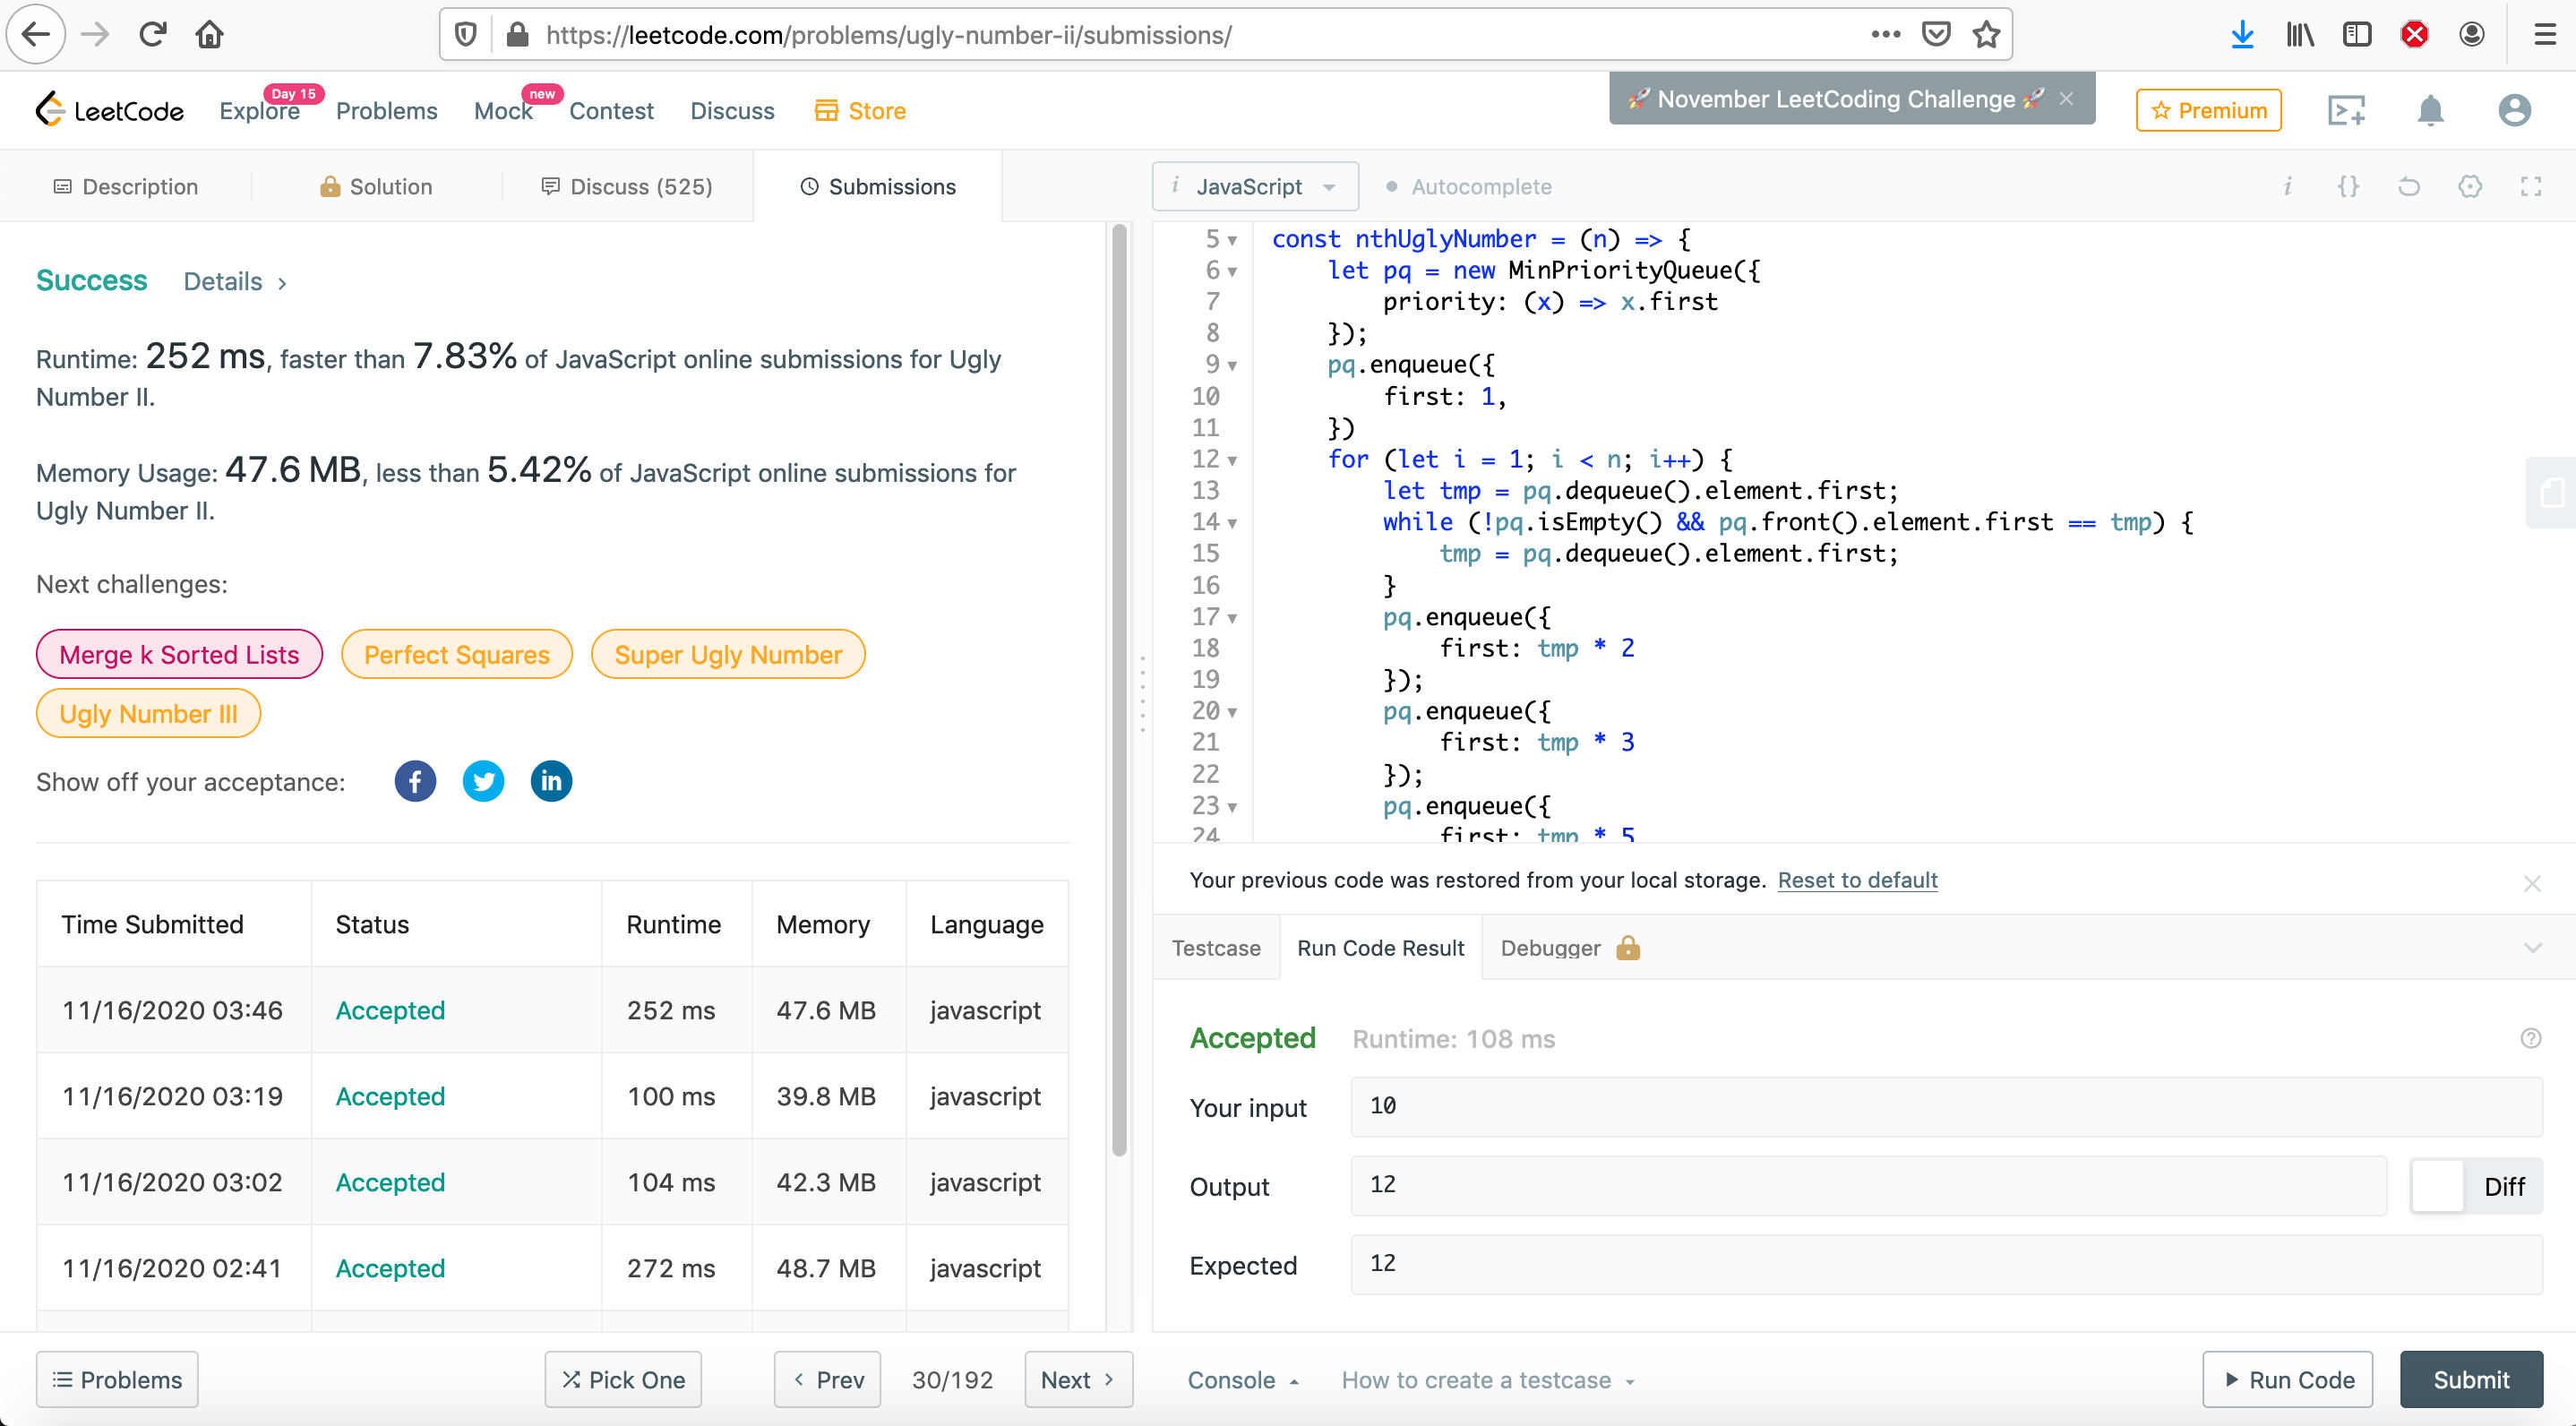 https://leetcode.com/problems/ugly-number-ii/submissions/
LeetCode
Explore
Day 15
Problems
Mock
new
Contest
Discuss
Store
🚀 November LeetCoding Challenge 🚀 ×
Premium
Description
Solution
Discuss (525)
Submissions
Success
Details >
Runtime: 252 ms, faster than 7.83% of JavaScript online submissions for Ugly
Number II.
Memory Usage: 47.6 MB, less than 5.42% of JavaScript online submissions for
Ugly Number II.
Next challenges:
Merge k Sorted Lists
Perfect Squares
Super Ugly Number
Ugly Number III
Show off your acceptance:
f
in
Time Submitted Status Runtime Memory Language
11/16/2020 03:46 Accepted 252 ms 47.6 MB javascript
11/16/2020 03:19 Accepted 100 ms 39.8 MB javascript
11/16/2020 03:02 Accepted 104 ms 42.3 MB javascript
11/16/2020 02:41 Accepted 272 ms 48.7 MB javascript
Problems
Pick One
< Prev
30/192
Next >
i JavaScript
Autocomplete
i {}
5 const nthUglyNumber = (n) => {
6 let pq = new MinPriorityQueue({
7 priority: (x) => x.first
8 });
9 pq.enqueue({
10 first: 1,
11 })
12 for (let i = 1; i < n; i++) {
13 let tmp = pq.dequeue().element.first;
14 while (!pq.isEmpty() && pq.front().element.first == tmp) {
15 tmp = pq.dequeue().element.first;
16 }
17 pq.enqueue({
18 first: tmp * 2
19 });
20 pq.enqueue({
21 first: tmp * 3
22 });
23 pq.enqueue({
24 first: tmp * 5
Your previous code was restored from your local storage. Reset to default
Testcase
Run Code Result
Debugger
Accepted
Runtime: 108 ms
Your input
10
Output
12
Diff
Expected
12
Console
How to create a testcase
Run Code
Submit